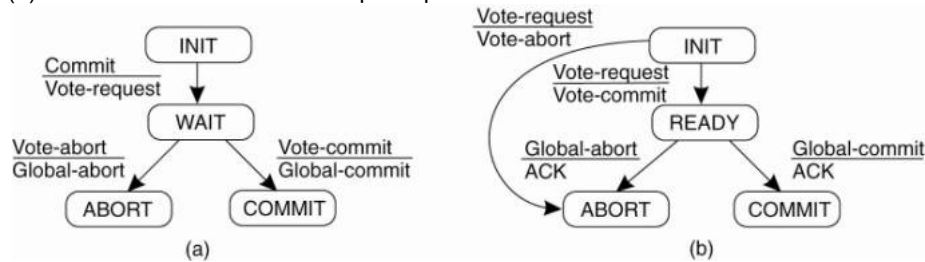 Vote-request
Vote-abort
INIT
Commit
Vote-request
WAIT
Vote-abort
Global-abort
Vote-commit
Global-commit
ABORT
COMMIT
(a)
INIT
Vote-request
Vote-commit
READY
Global-abort
ACK
Global-commit
ACK
ABORT
COMMIT
(b)